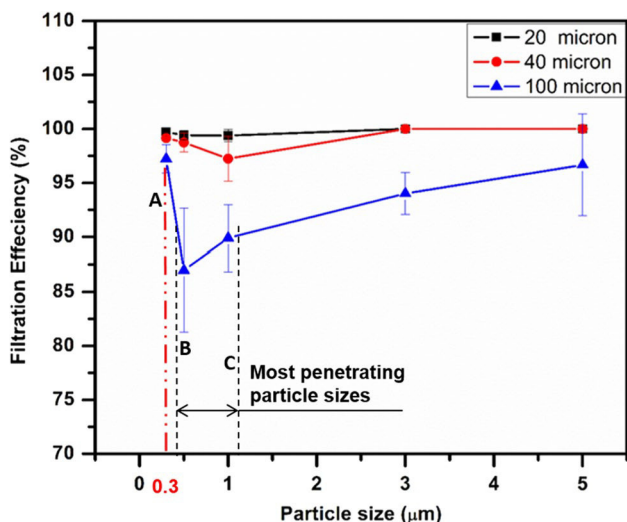 Filtration Effeciency (%)
110
105
100
95
90
85
80
75
70
20 micron
40 micron
100 micron
A
B
C
Most penetrating
particle sizes
0
0.3
1
2
3
4
5
Particle size (μm)